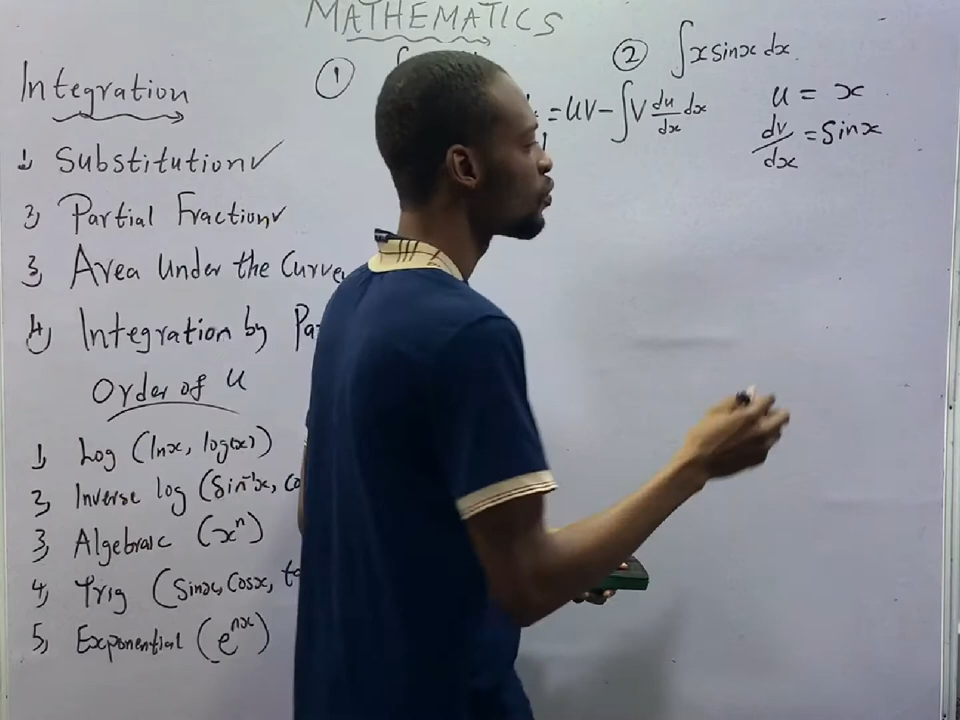 MATHEMATICS
Integration
1, Substitution✓
2, Partial Fraction✓
3, Area Under the Curve
4, Integration by
Order of u
1, Log (lnx, log(x))
2, Inverse log (Sin⁻¹x,
3, Algebraic (xⁿ)
4, Trig (Sinx, Cosx,
5, Exponential (e^nx)
①
= UV − ∫ V du/dx dx
② ∫ x sinx dx
u = x
dv/dx = Sinx